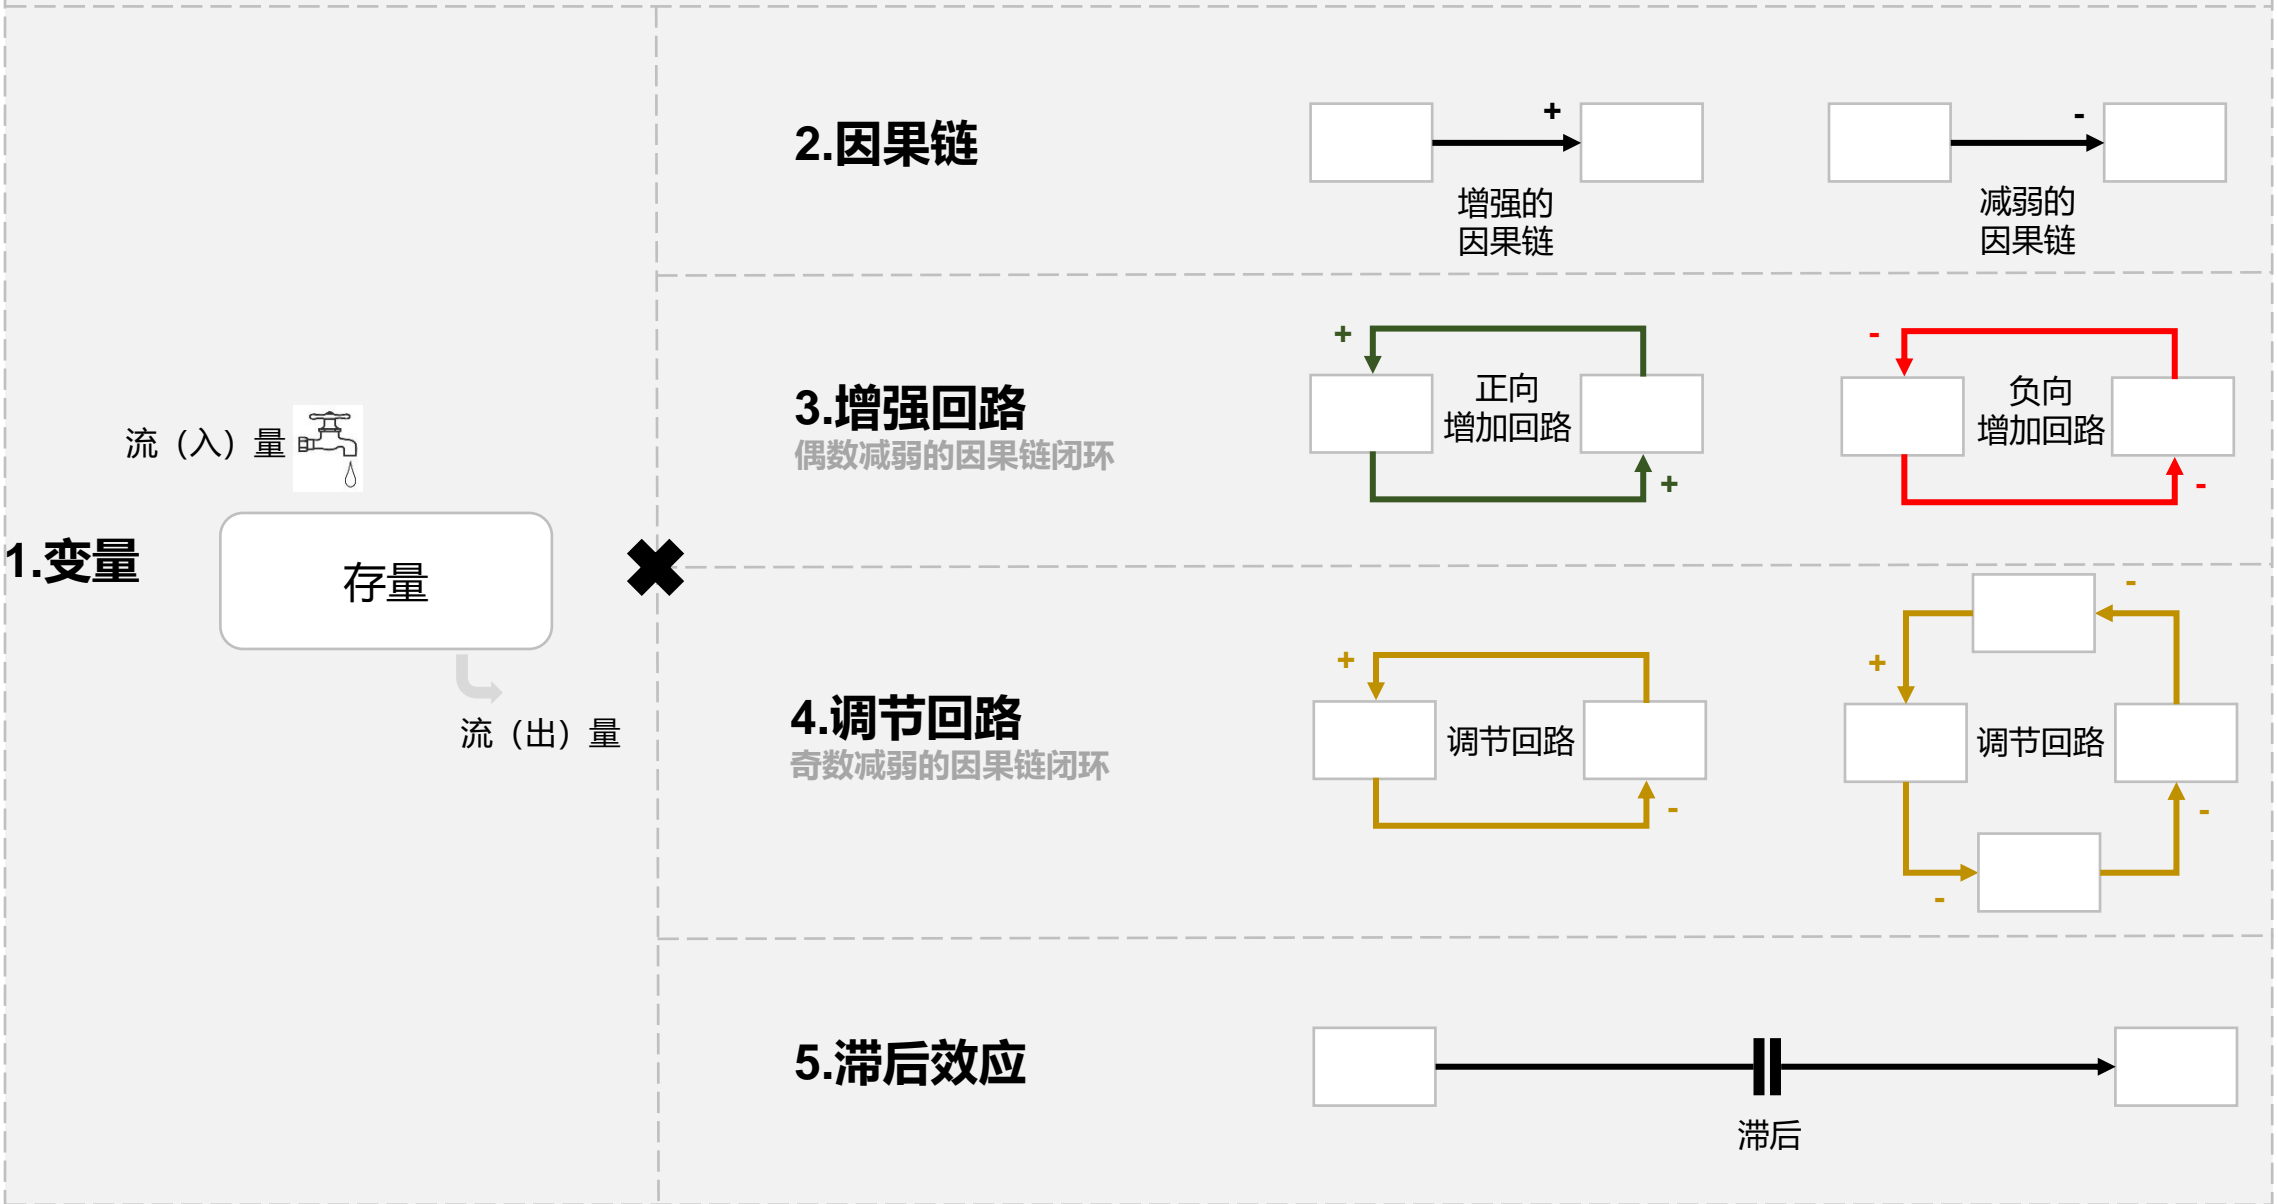 1.变量
流（入）量
存量
流（出）量
2.因果链
+
增强的
因果链
-
减弱的
因果链
3.增强回路
偶数减弱的因果链闭环
+
正向
增加回路
+
-
负向
增加回路
-
4.调节回路
奇数减弱的因果链闭环
+
调节回路
-
-
+
调节回路
-
-
5.滞后效应
滞后